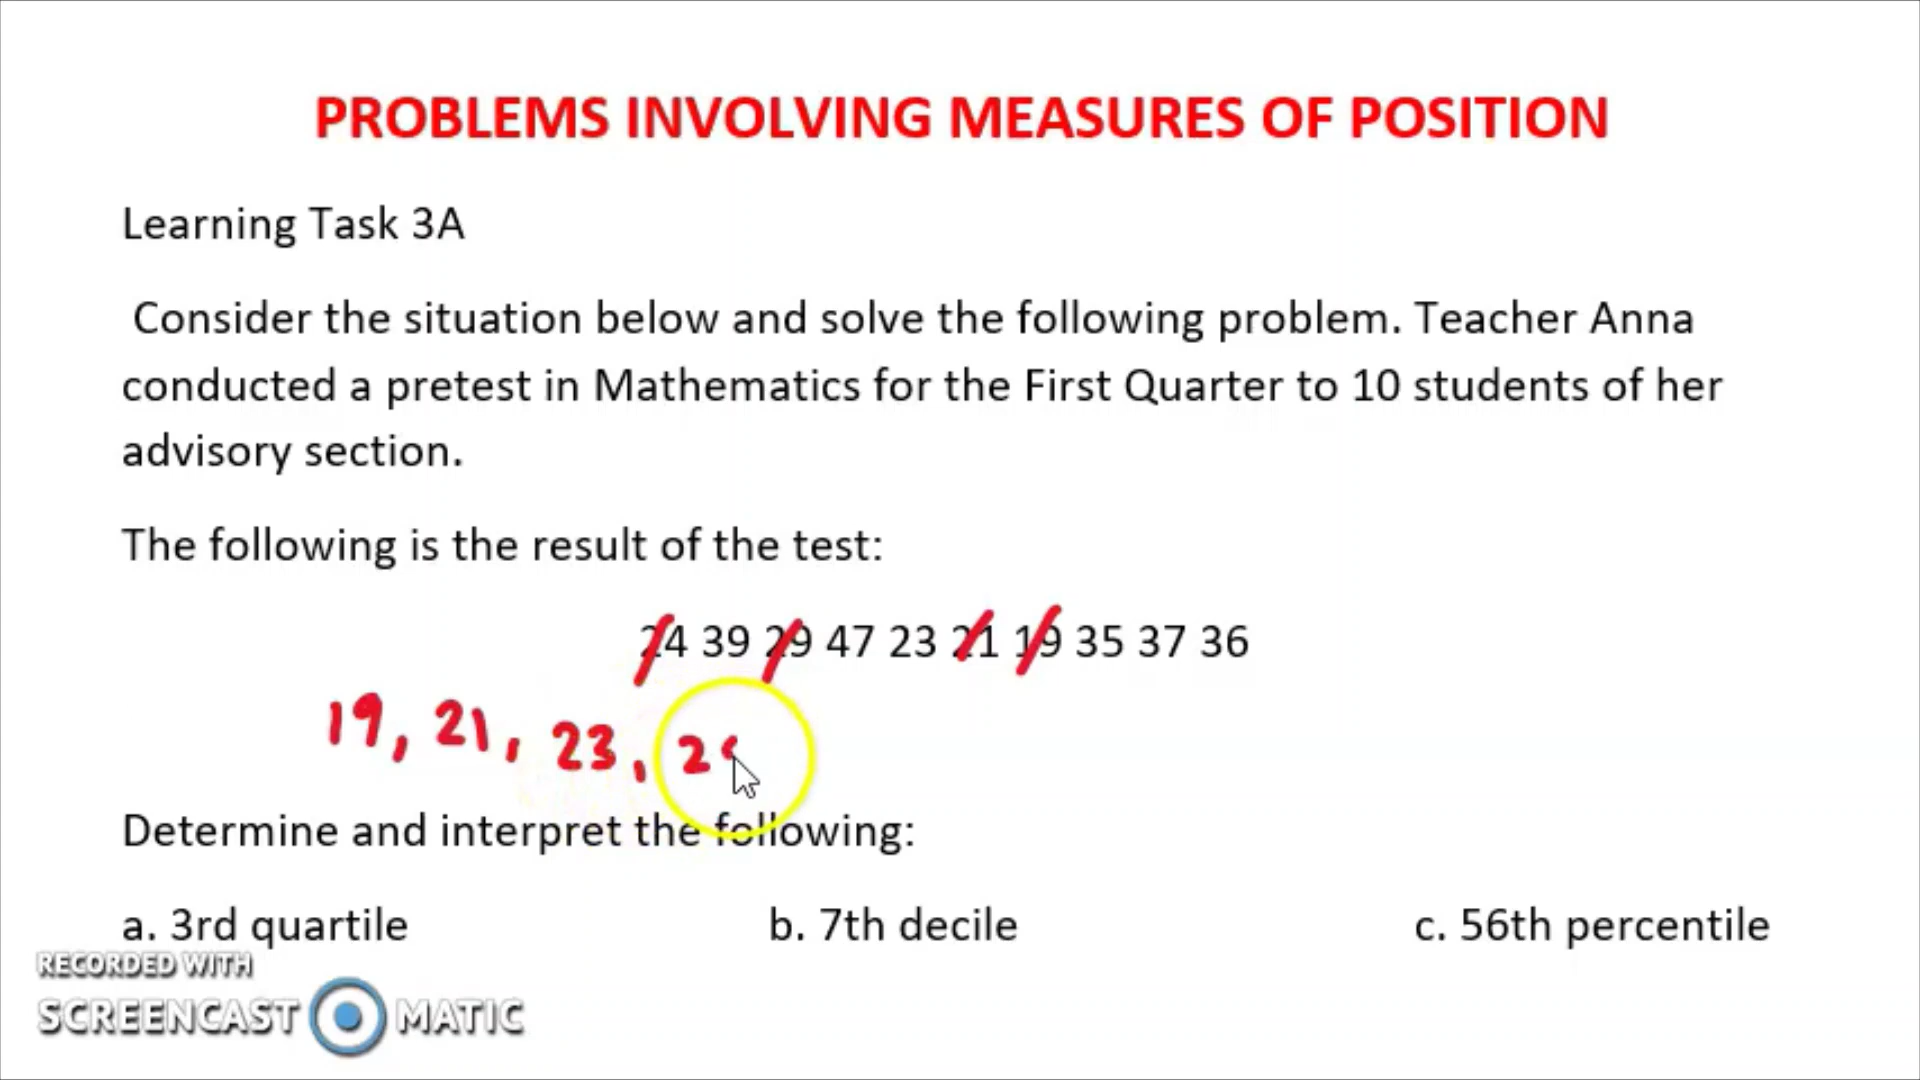 PROBLEMS INVOLVING MEASURES OF POSITION
Learning Task 3A
Consider the situation below and solve the following problem. Teacher Anna
conducted a pretest in Mathematics for the First Quarter to 10 students of her
advisory section.
The following is the result of the test:
24 39 29 47 23 21 19 35 37 36
19, 21, 23, 2
Determine and interpret the following:
a. 3rd quartile b. 7th decile c. 56th percentile
RECORDED WITH
SCREENCAST MATIC